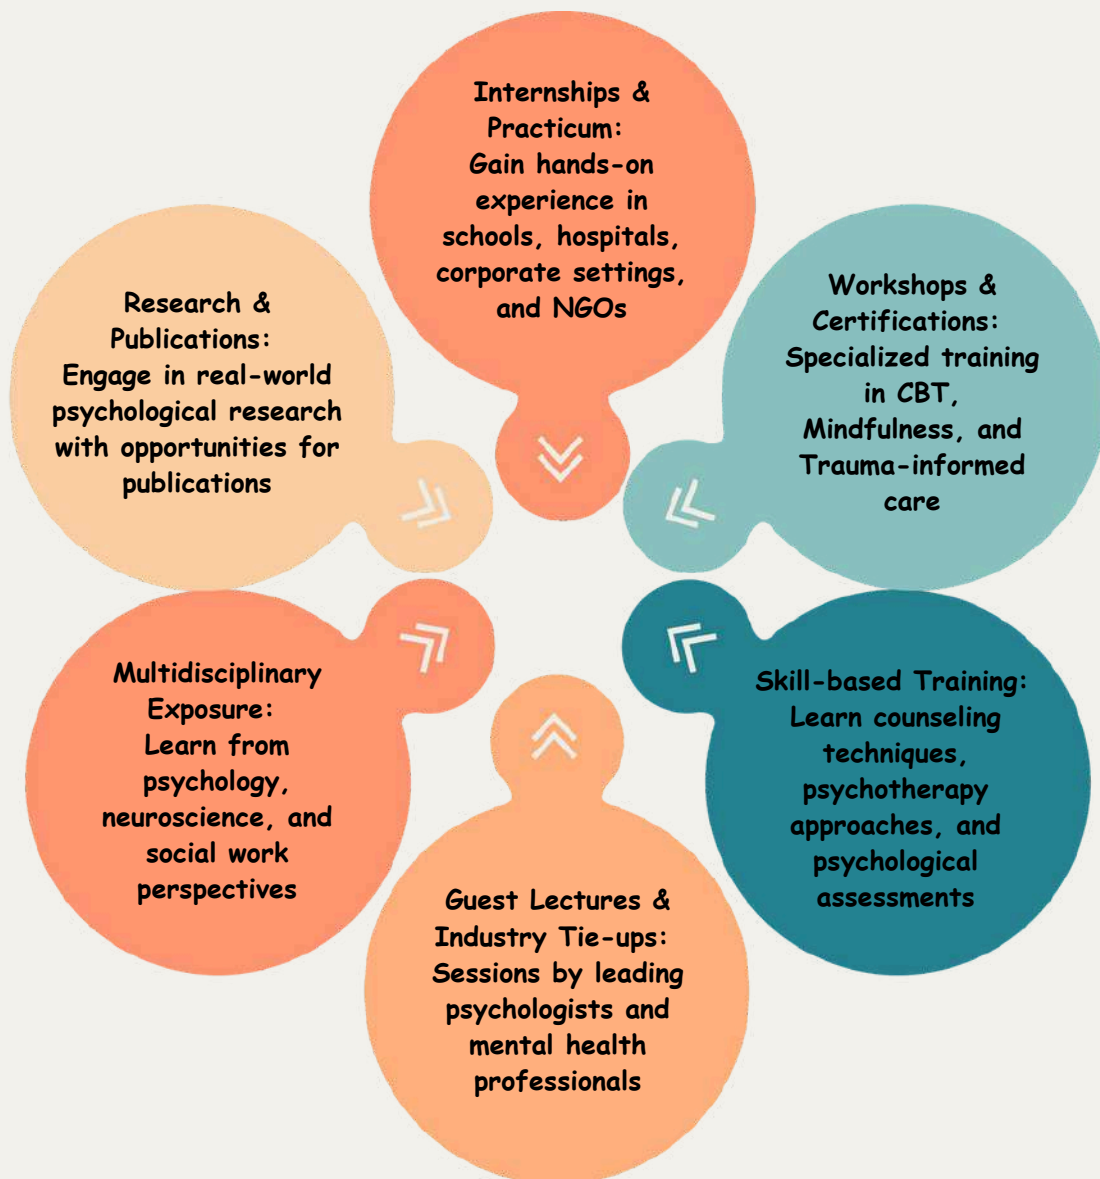 Internships &
Practicum:
Gain hands-on
experience in
schools, hospitals,
corporate settings,
and NGOs
Workshops &
Certifications:
Specialized training
in CBT,
Mindfulness, and
Trauma-informed
care
Skill-based Training:
Learn counseling
techniques,
psychotherapy
approaches, and
psychological
assessments
Guest Lectures &
Industry Tie-ups:
Sessions by leading
psychologists and
mental health
professionals
Multidisciplinary
Exposure:
Learn from
psychology,
neuroscience, and
social work
perspectives
Research &
Publications:
Engage in real-world
psychological research
with opportunities for
publications